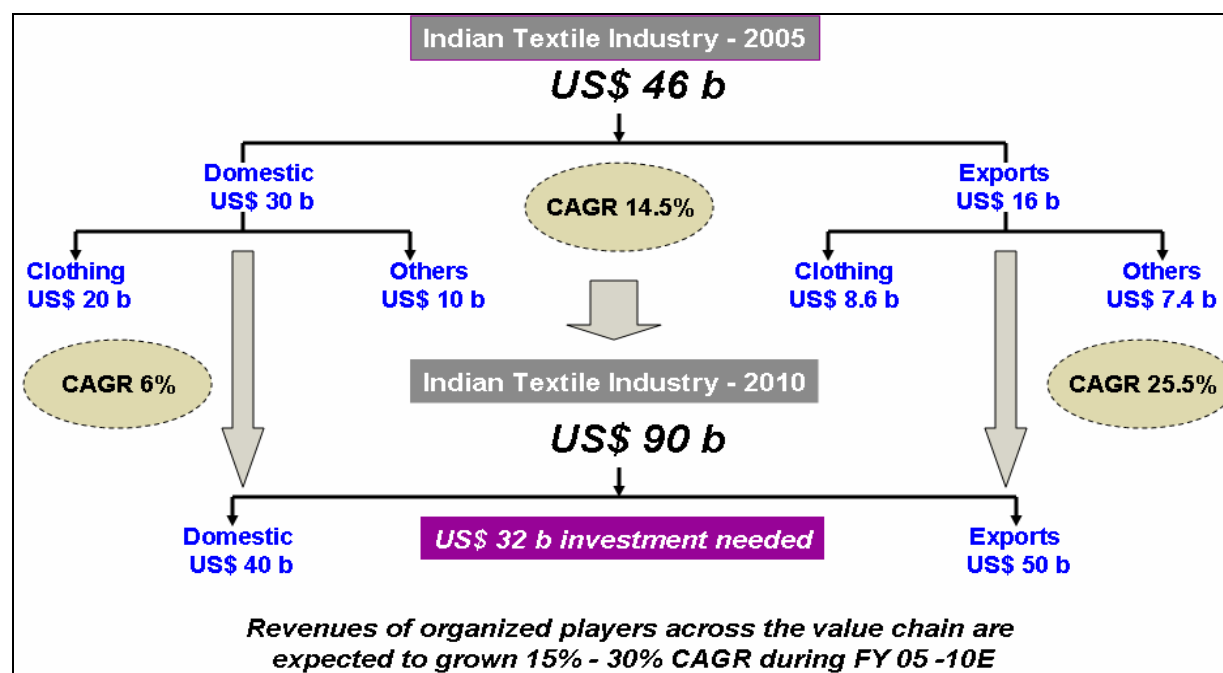 Indian Textile Industry - 2005
US$ 46 b
Domestic
US$ 30 b
CAGR 14.5%
Exports
US$ 16 b
Clothing
US$ 20 b
Others
US$ 10 b
Clothing
US$ 8.6 b
Others
US$ 7.4 b
CAGR 6%
Indian Textile Industry - 2010
CAGR 25.5%
US$ 90 b
Domestic
US$ 40 b
US$ 32 b investment needed
Exports
US$ 50 b
Revenues of organized players across the value chain are
expected to grown 15% - 30% CAGR during FY 05 -10E